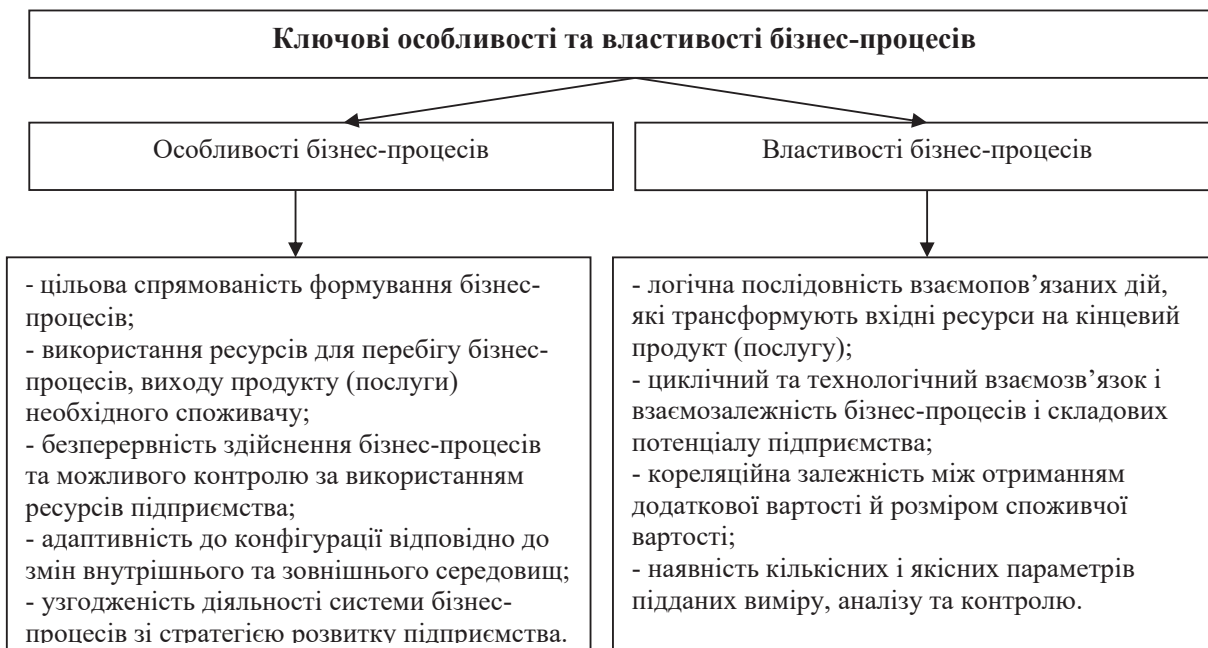 Ключові особливості та властивості бізнес-процесів
Особливості бізнес-процесів
Властивості бізнес-процесів
- цільова спрямованість формування бізнес-
процесів;
- використання ресурсів для перебігу бізнес-
процесів, виходу продукту (послуги)
необхідного споживачу;
- безперервність здійснення бізнес-процесів
та можливого контролю за використанням
ресурсів підприємства;
- адаптивність до конфігурації відповідно до
змін внутрішнього та зовнішнього середовищ;
- узгодженість діяльності системи бізнес-
процесів зі стратегією розвитку підприємства.
- логічна послідовність взаємопов’язаних дій,
які трансформують вхідні ресурси на кінцевий
продукт (послугу);
- циклічний та технологічний взаємозв’язок і
взаємозалежність бізнес-процесів і складових
потенціалу підприємства;
- кореляційна залежність між отриманням
додаткової вартості й розміром споживчої
вартості;
- наявність кількісних і якісних параметрів
підданих виміру, аналізу та контролю.